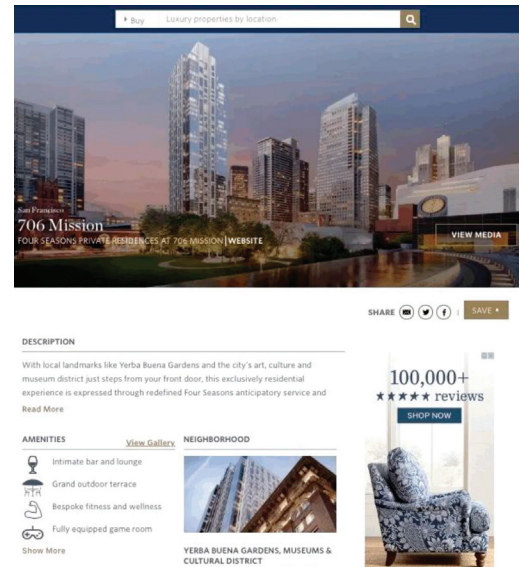 Buy
Luxury properties by location
San Francisco
706 Mission
FOUR SEASONS PRIVATE RESIDENCES AT 706 MISSION | WEBSITE
VIEW MEDIA
SHARE
SAVE
DESCRIPTION
With local landmarks like Yerba Buena Gardens and the city's art, culture and
museum district just steps from your front door, this exclusively residential
experience is expressed through redefined Four Seasons anticipatory service and
Read More
100,000+
★★★★★ reviews
SHOP NOW
AMENITIES
View Gallery
Intimate bar and lounge
Grand outdoor terrace
Bespoke fitness and wellness
Fully equipped game room
Show More
NEIGHBORHOOD
YERBA BUENA GARDENS, MUSEUMS &
CULTURAL DISTRICT